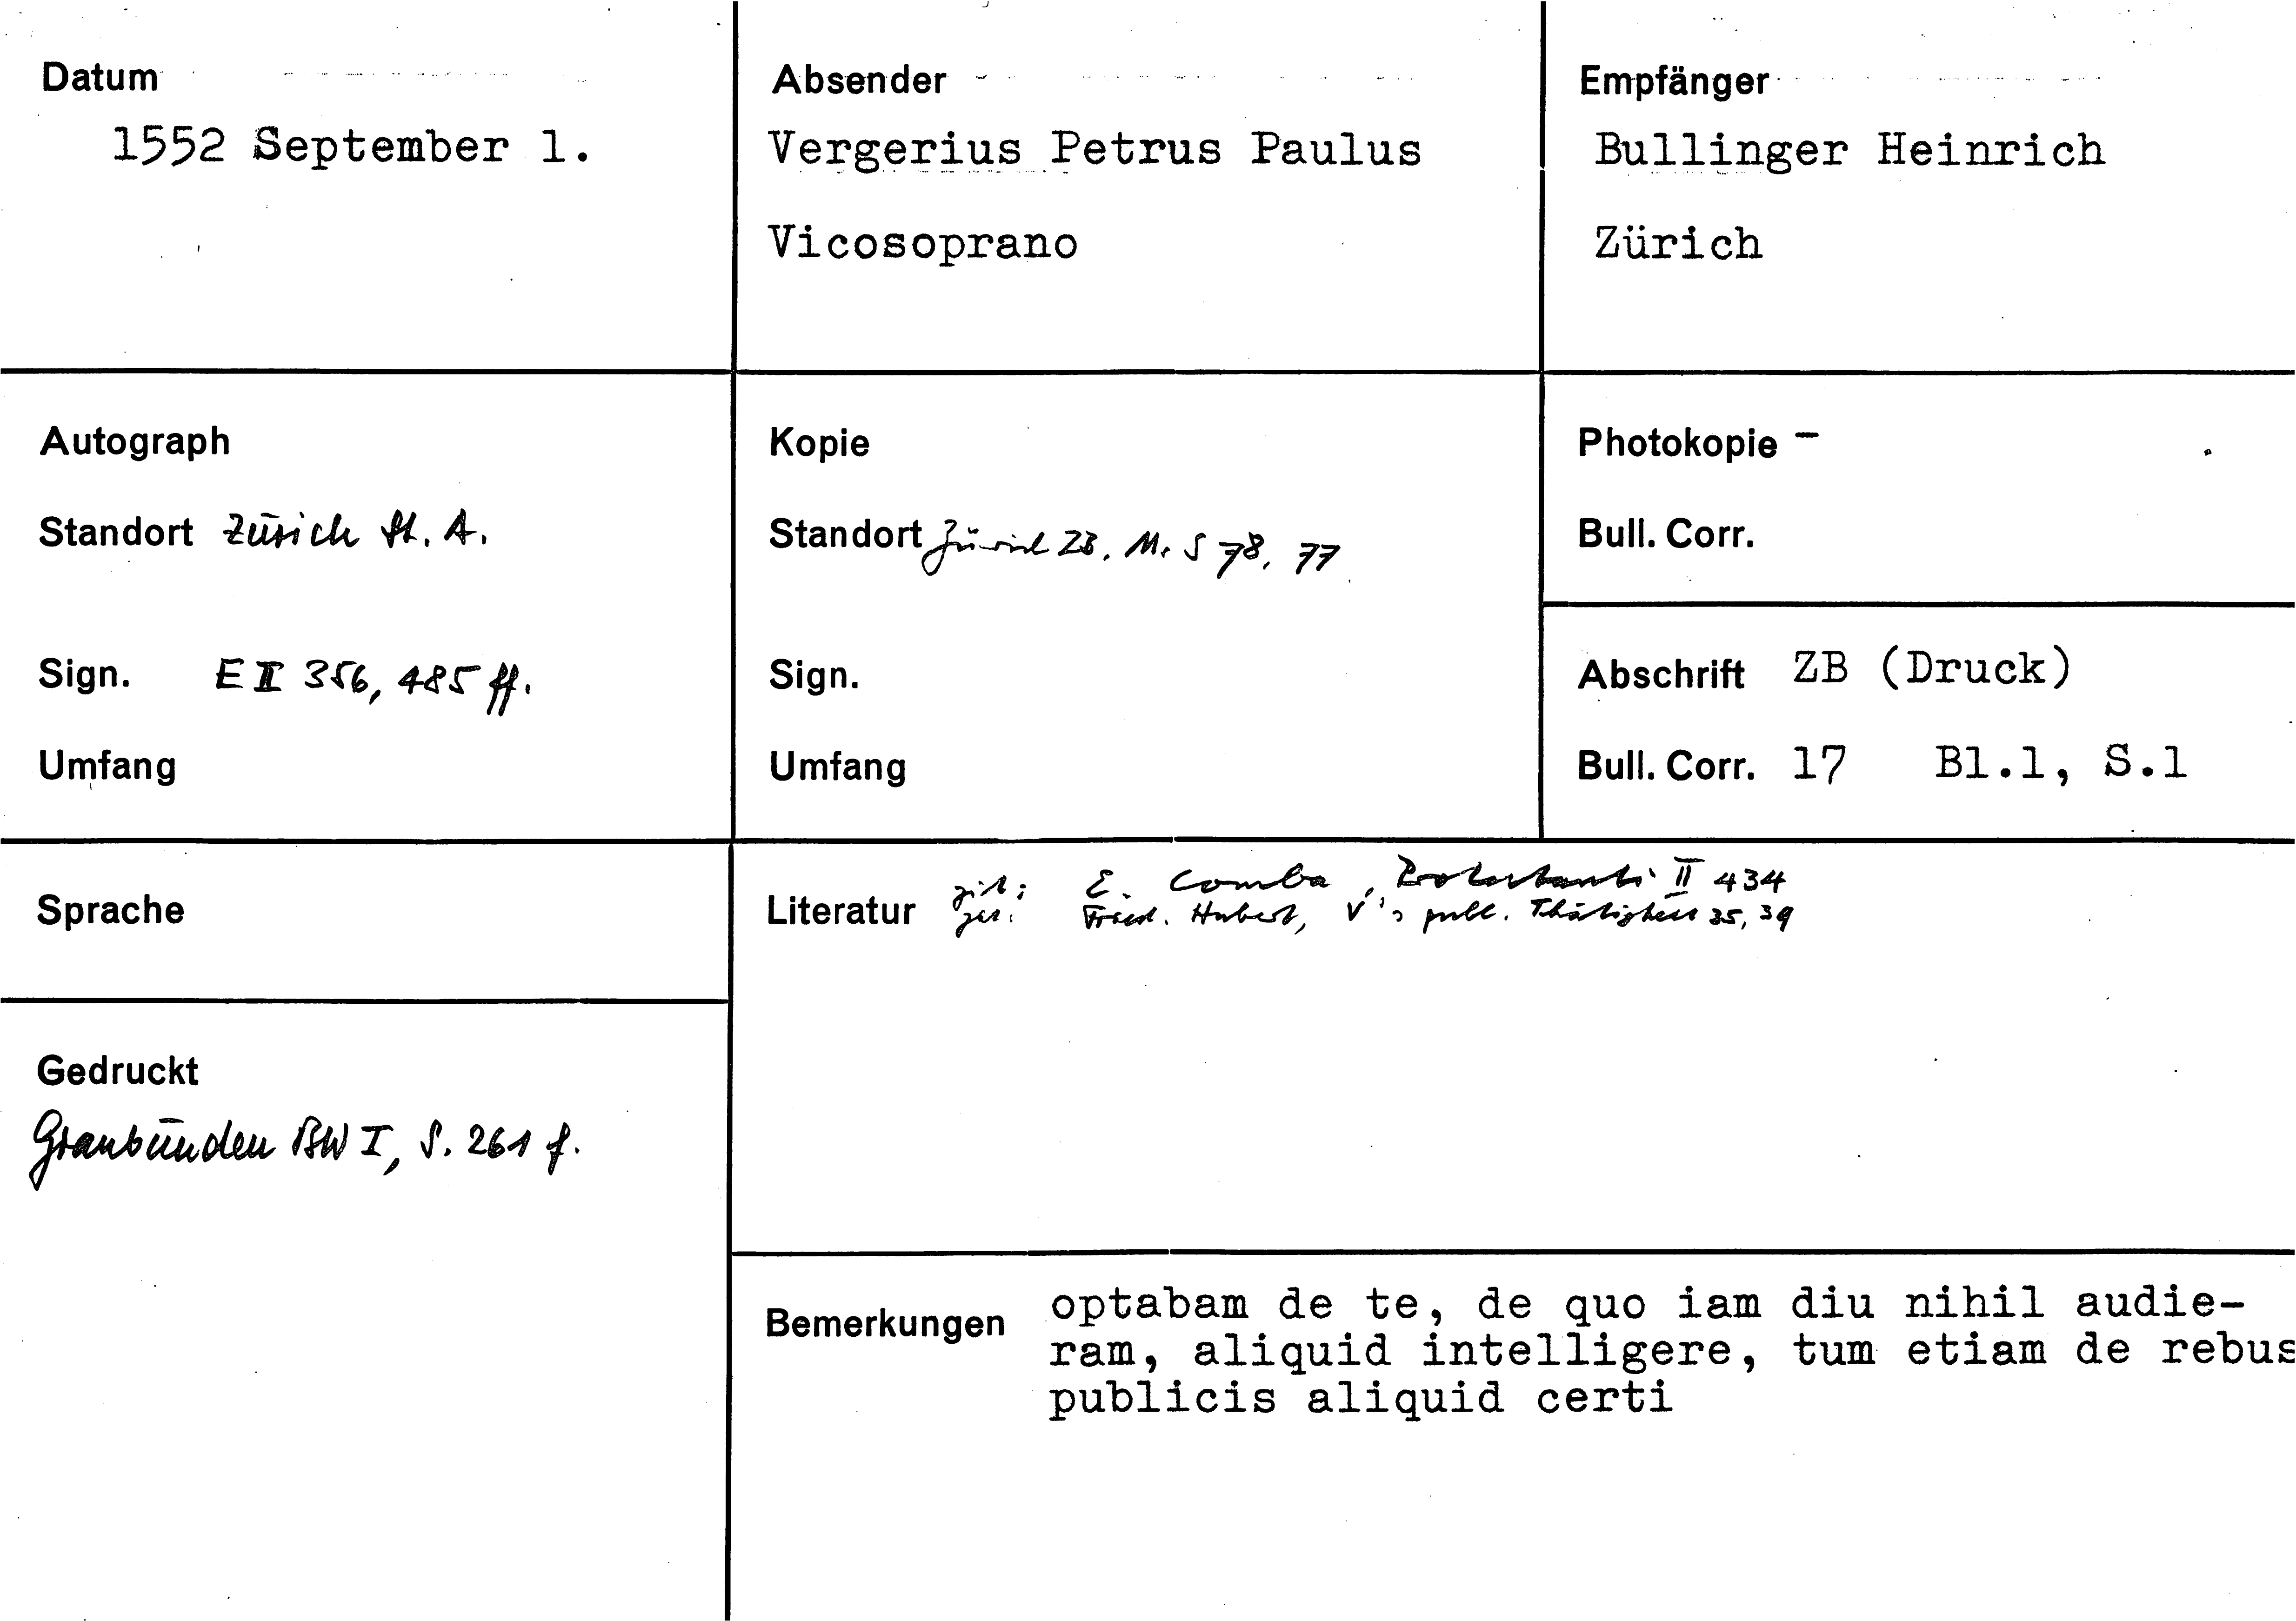 Datum
1552 September 1.
Absender
Vergerius Petrus Paulus
Vicosoprano
Empfänger
Bullinger Heinrich
Zürich
Autograph
Standort Zürich St. A.
Sign. E II 356, 485 ff.
Umfang
Kopie
Standort Zürich ZB. Ms S 78, 77
Sign.
Umfang
Photokopie -
Bull. Corr.
Abschrift ZB (Druck)
Bull. Corr. 17 Bl.1, S.1
Sprache
Gedruckt
Graubünden BW I, S. 261 f.
Literatur
zit: E. Comba, Protestanti II 434
Fried. Hubert, V's publ. Thätigkeit 35, 39
Bemerkungen
optabam de te, de quo iam diu nihil audie-
ram, aliquid intelligere, tum etiam de rebus
publicis aliquid certi